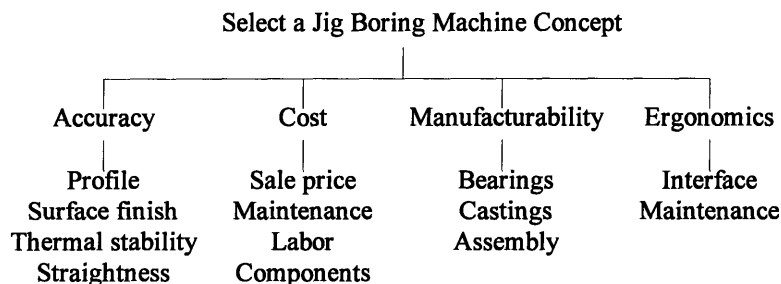 Select a Jig Boring Machine Concept
Accuracy Cost Manufacturability Ergonomics
Profile Sale price Bearings Interface
Surface finish Maintenance Castings Maintenance
Thermal stability Labor Assembly
Straightness Components